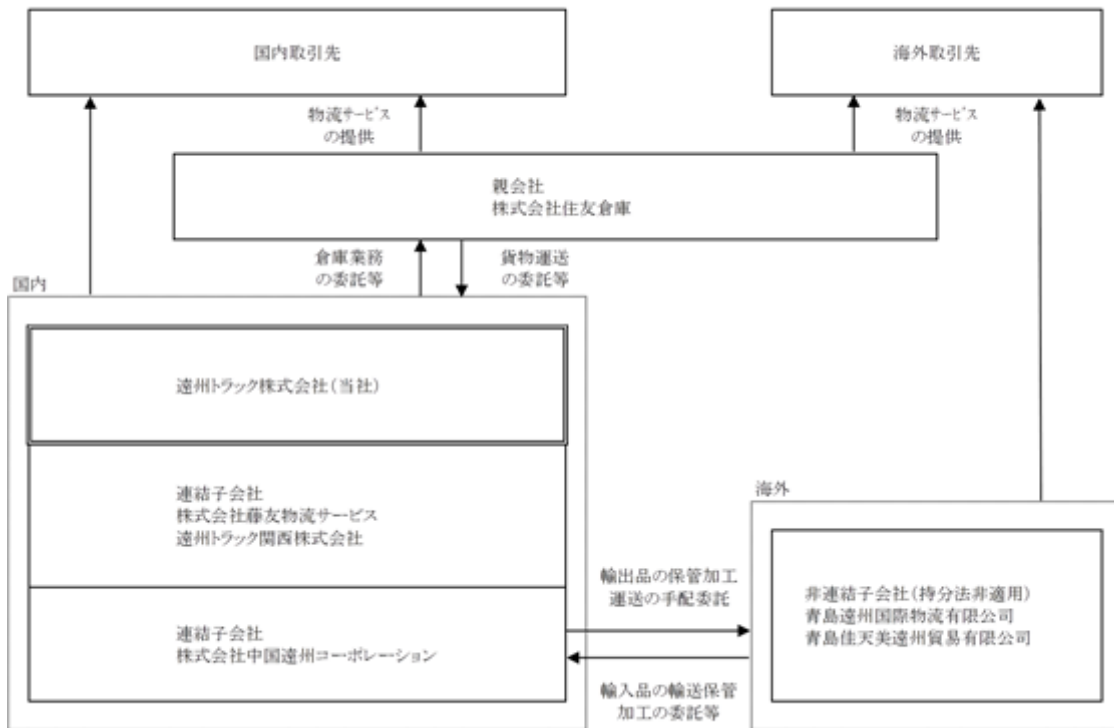 国内取引先
海外取引先
物流サービス
の提供
物流サービス
の提供
親会社
株式会社住友倉庫
倉庫業務
の委託等
貨物運送
の委託等
国内
遠州トラック株式会社(当社)
連結子会社
株式会社藤友物流サービス
遠州トラック関西株式会社
連結子会社
株式会社中国遠州コーポレーション
輸出品の保管加工
運送の手配委託
輸入品の輸送保管
加工の委託等
海外
非連結子会社(持分法非適用)
青島遠州国際物流有限公司
青島佳天美遠州貿易有限公司